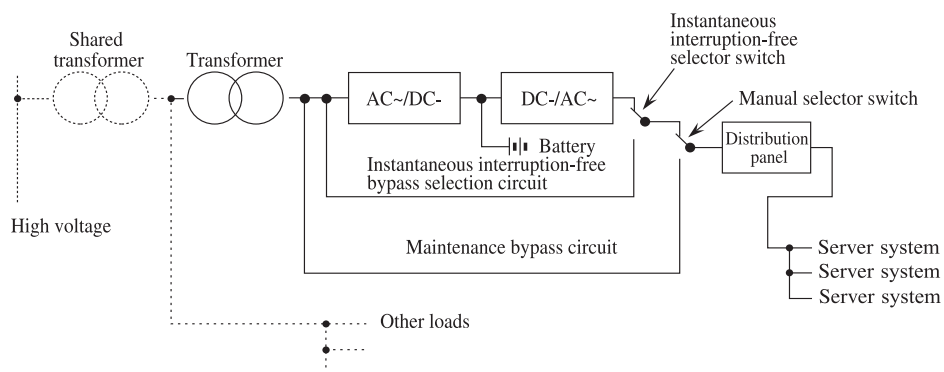 Shared
transformer
Transformer
Instantaneous
interruption-free
selector switch
AC~/DC-
DC-/AC~
Manual selector switch
Battery
Distribution
panel
Instantaneous interruption-free
bypass selection circuit
High voltage
Maintenance bypass circuit
Server system
Server system
Server system
Other loads